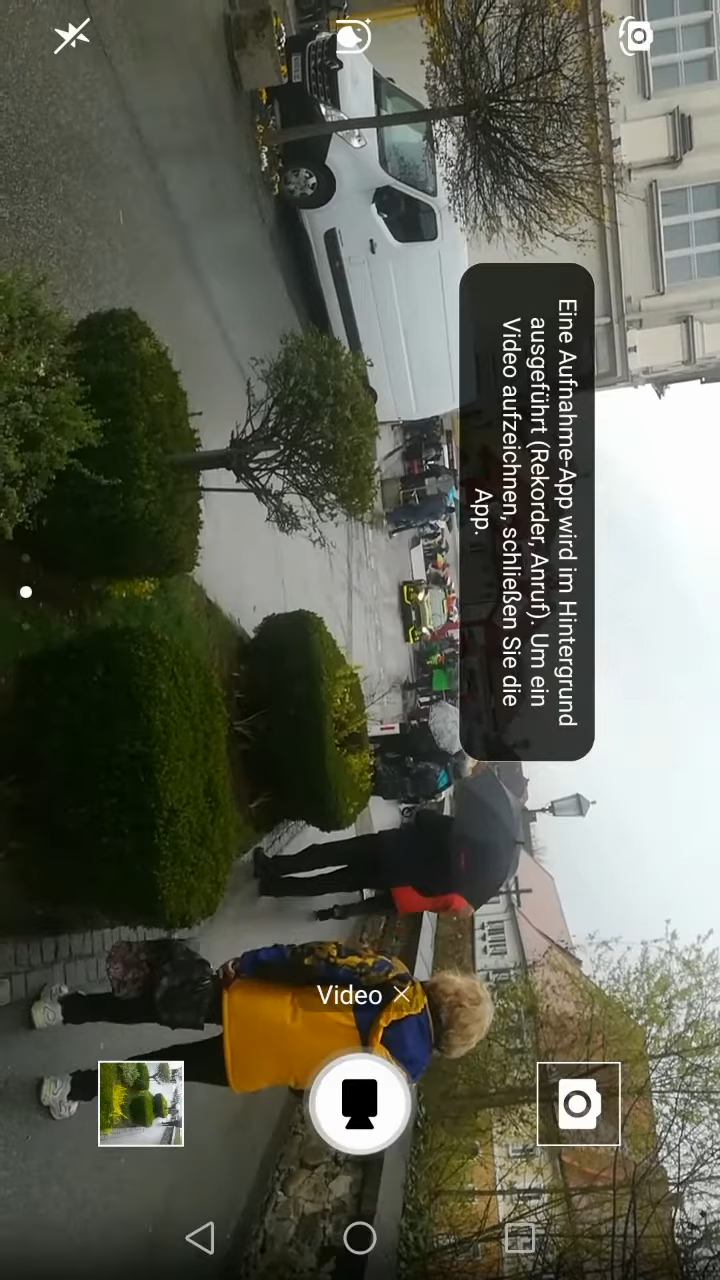 Eine Aufnahme-App wird im Hintergrund
ausgeführt (Rekorder, Anruf). Um ein
Video aufzeichnen, schließen Sie die
App.
Video